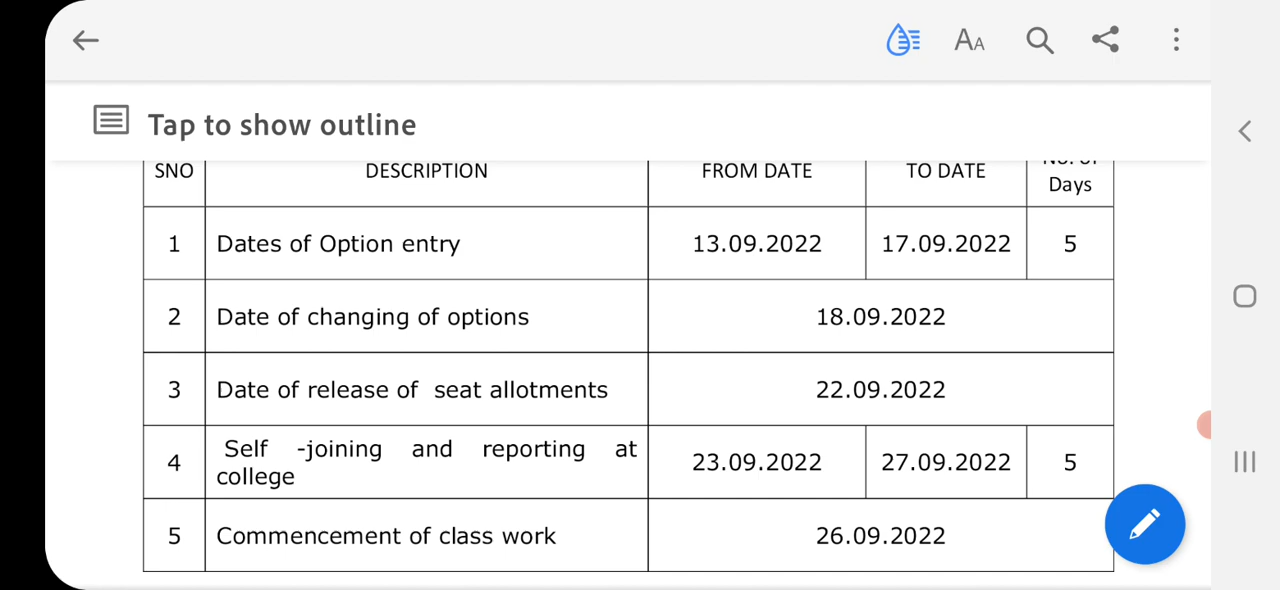 AA
Tap to show outline
SNO DESCRIPTION FROM DATE TO DATE No. of
Days
1 Dates of Option entry 13.09.2022 17.09.2022 5
2 Date of changing of options 18.09.2022
3 Date of release of seat allotments 22.09.2022
4 Self -joining and reporting at
college 23.09.2022 27.09.2022 5
5 Commencement of class work 26.09.2022